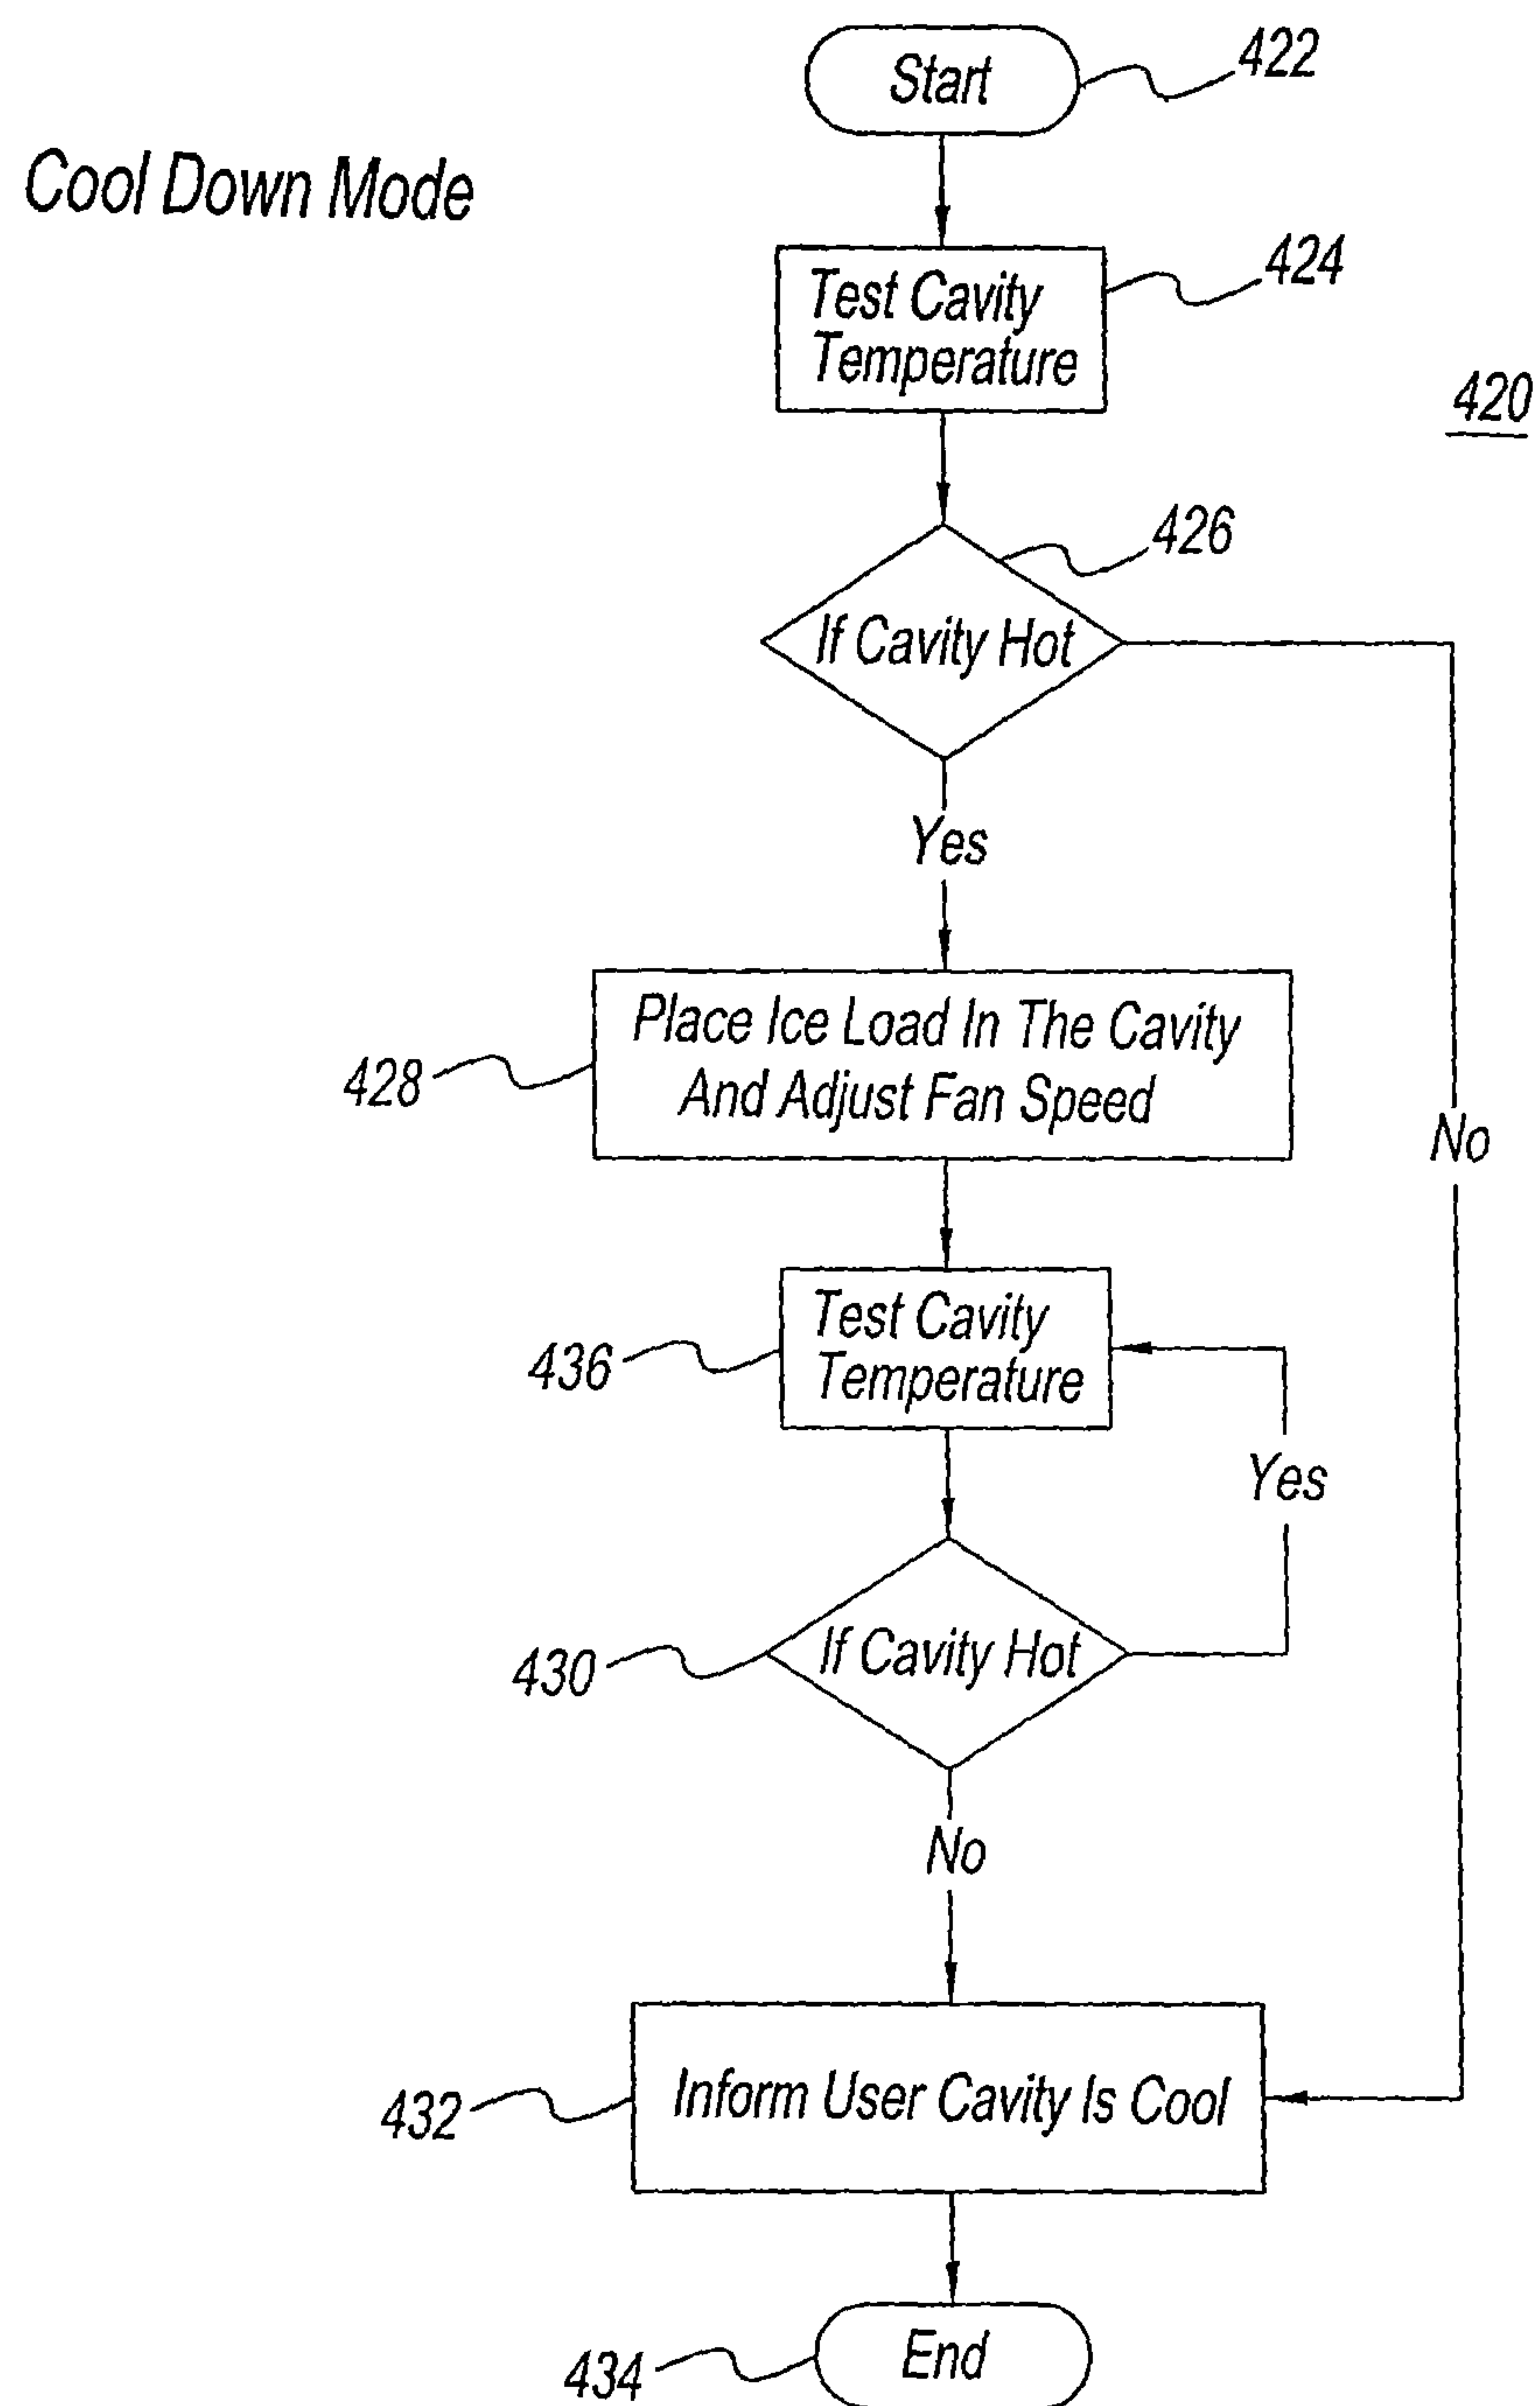 Start
422
Cool Down Mode
Test Cavity
Temperature
424
420
426
If Cavity Hot
Yes
Place Ice Load In The Cavity
And Adjust Fan Speed
428
No
Test Cavity
Temperature
436
Yes
If Cavity Hot
430
No
Inform User Cavity Is Cool
432
End
434